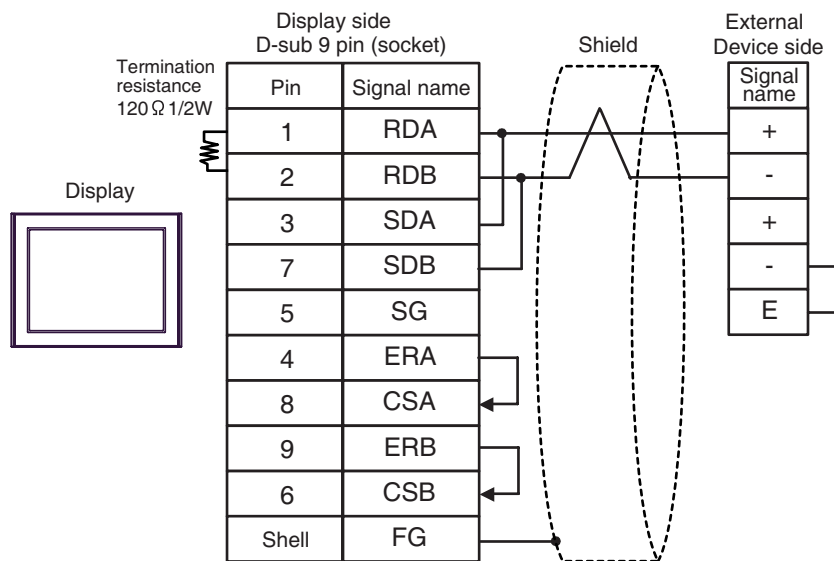 Display side
D-sub 9 pin (socket)
Shield
External
Device side
Termination
resistance
120Ω 1/2W
Display
Pin Signal name
1 RDA
2 RDB
3 SDA
7 SDB
5 SG
4 ERA
8 CSA
9 ERB
6 CSB
Shell FG
Signal
name
+
-
+
-
E